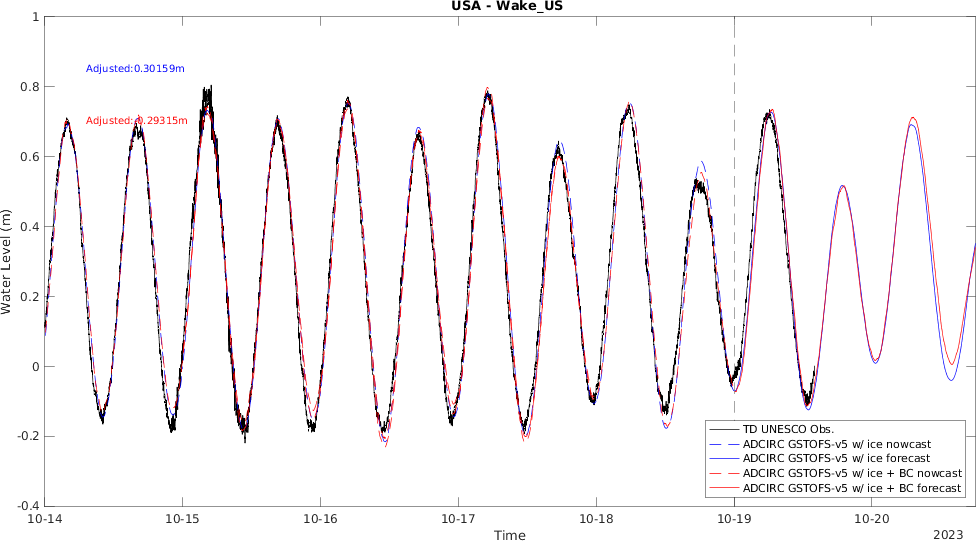 USA - Wake_US
Adjusted:0.30159m
Adjusted:-0.29315m
Water Level (m)
1
0.8
0.6
0.4
0.2
0
-0.2
-0.4
10-14
10-15
10-16
10-17
10-18
10-19
10-20
Time
2023
TD UNESCO Obs.
ADCIRC GSTOFS-v5 w/ ice nowcast
ADCIRC GSTOFS-v5 w/ ice forecast
ADCIRC GSTOFS-v5 w/ ice + BC nowcast
ADCIRC GSTOFS-v5 w/ ice + BC forecast